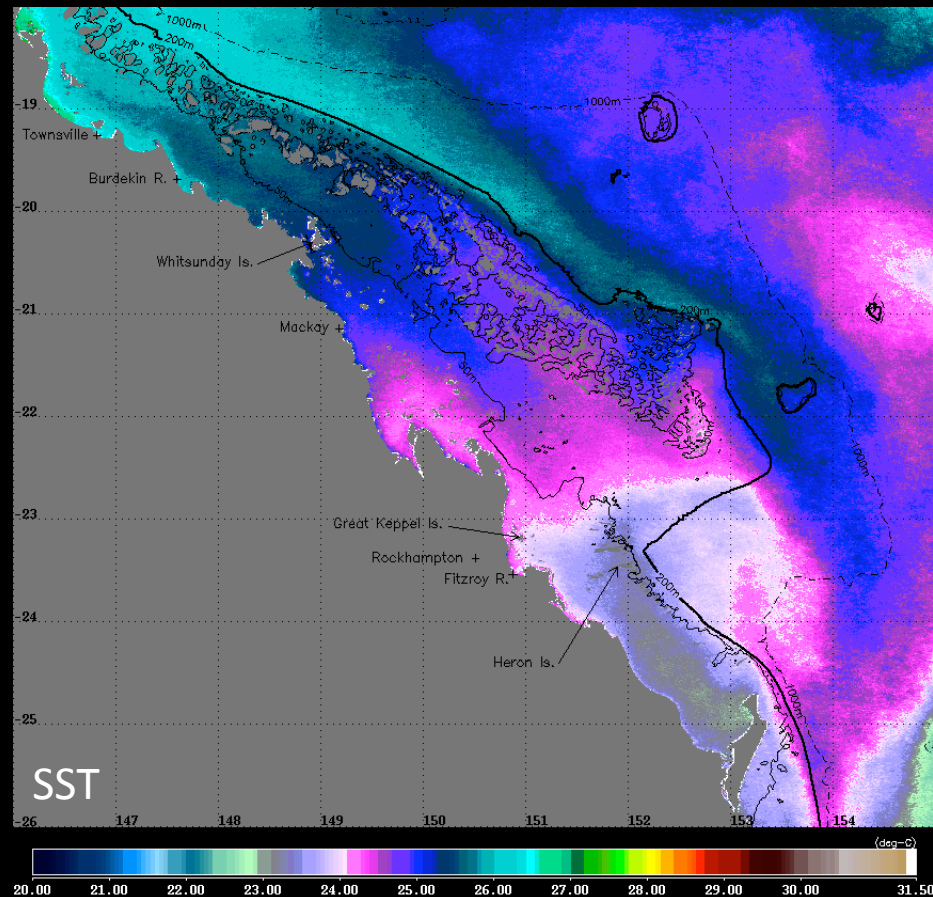 1000m
200m
-19
1000m
Townsville +
Burdekin R.
-20
Whitsunday Is.
-21
Mackay +
200m
-22
30m
1000m
-23
Great Keppel Is.
Rockhampton +
200m
Fitzroy R.
-24
Heron Is.
1000m
-25
SST
-26
147 148 149 150 151 152 153 154
(deg-C)
20.00 21.00 22.00 23.00 24.00 25.00 26.00 27.00 28.00 29.00 30.00 31.50